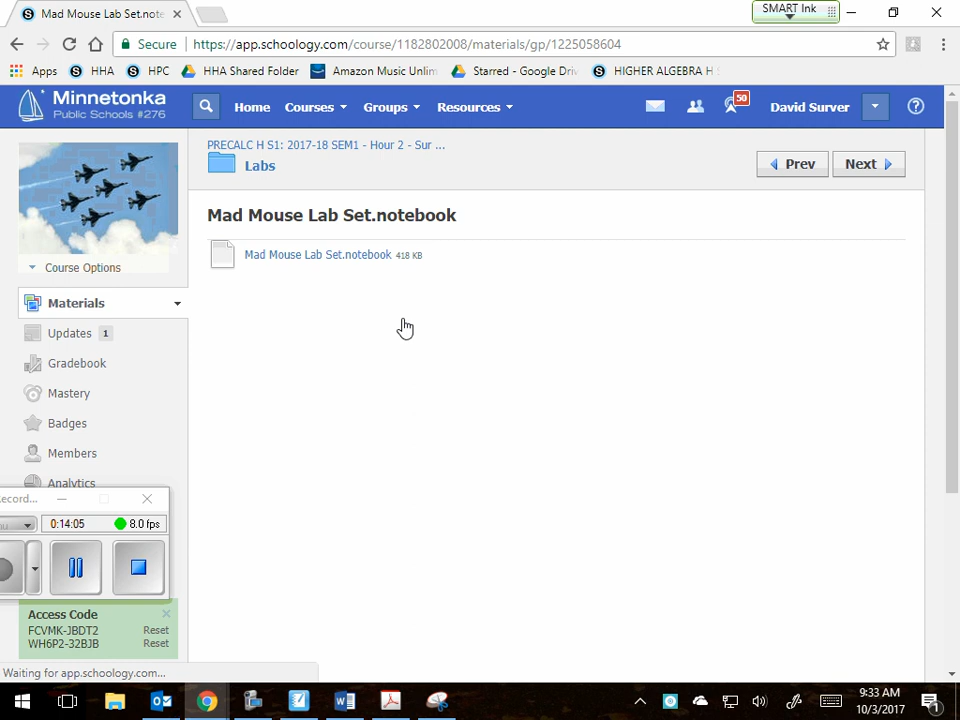 Mad Mouse Lab Set.note
SMART Ink
Secure
https://app.schoology.com/course/1182802008/materials/gp/1225058604
Apps
HHA
HPC
HHA Shared Folder
Amazon Music Unlim
Starred - Google Driv
HIGHER ALGEBRA H
Minnetonka
Public Schools #276
Home
Courses
Groups
Resources
50
David Surver
PRECALC H S1: 2017-18 SEM1 - Hour 2 - Sur ...
Labs
Prev
Next
Mad Mouse Lab Set.notebook
Mad Mouse Lab Set.notebook 418 KB
Course Options
Materials
Updates 1
Gradebook
Mastery
Badges
Members
Analytics
Record...
0:14:05
8.0 fps
Access Code
FCVMK-JBDT2 Reset
WH6P2-32BJB Reset
Waiting for app.schoology.com...
9:33 AM
10/3/2017
1